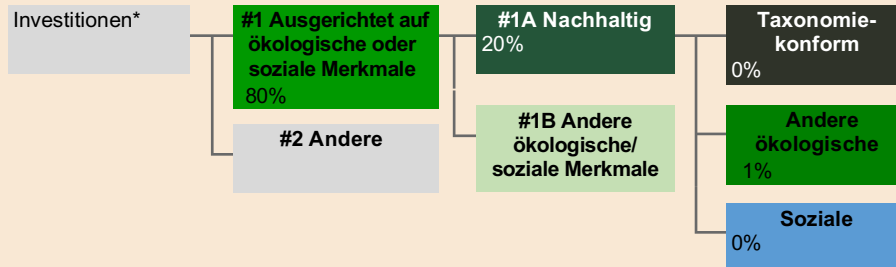 Investitionen*
#1 Ausgerichtet auf
ökologische oder
soziale Merkmale
80%
#2 Andere
#1A Nachhaltig
20%
#1B Andere
ökologische/
soziale Merkmale
Taxonomie-
konform
0%
Andere
ökologische
1%
Soziale
0%